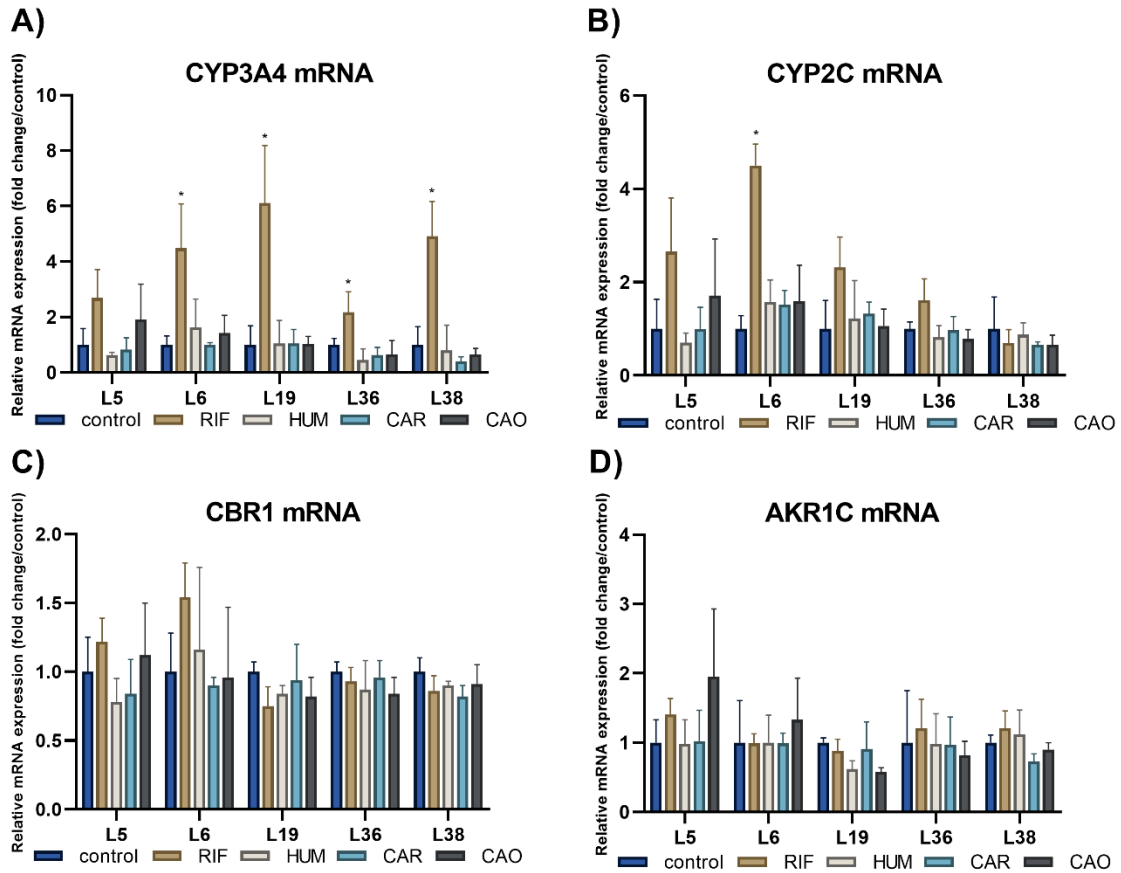 A)
CYP3A4 mRNA
Relative mRNA expression (fold change/control)
10
8
6
4
2
0
*
*
*
*
L5 L6 L19 L36 L38
control RIF HUM CAR CAO
B)
CYP2C mRNA
Relative mRNA expression (fold change/control)
6
4
2
0
*
L5 L6 L19 L36 L38
control RIF HUM CAR CAO
C)
CBR1 mRNA
Relative mRNA expression (fold change/control)
2.0
1.5
1.0
0.5
0.0
L5 L6 L19 L36 L38
control RIF HUM CAR CAO
D)
AKR1C mRNA
Relative mRNA expression (fold change/control)
4
3
2
1
0
L5 L6 L19 L36 L38
control RIF HUM CAR CAO